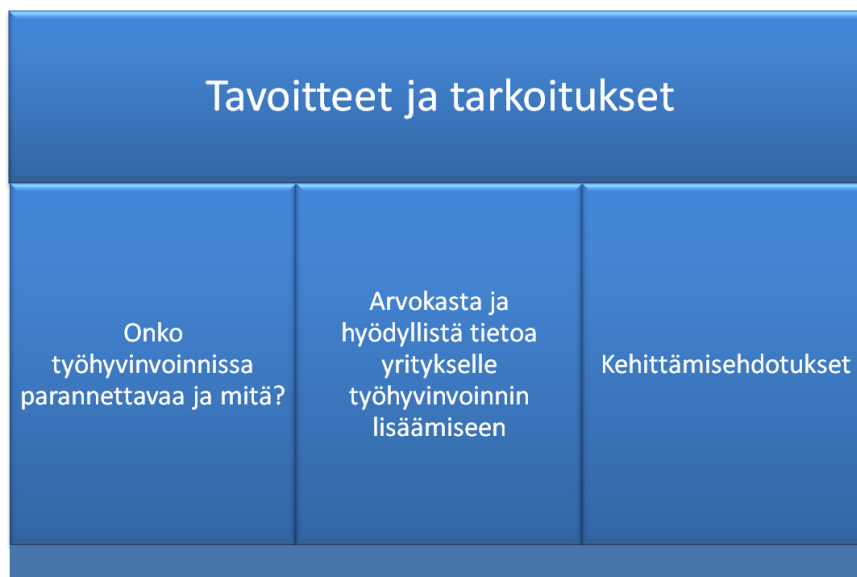 Tavoitteet ja tarkoitukset
Onko
työhyvinvoinnissa
parannettavaa ja mitä?
Arvokasta ja
hyödyllistä tietoa
yritykselle
työhyvinvoinnin
lisäämiseen
Kehittämisehdotukset